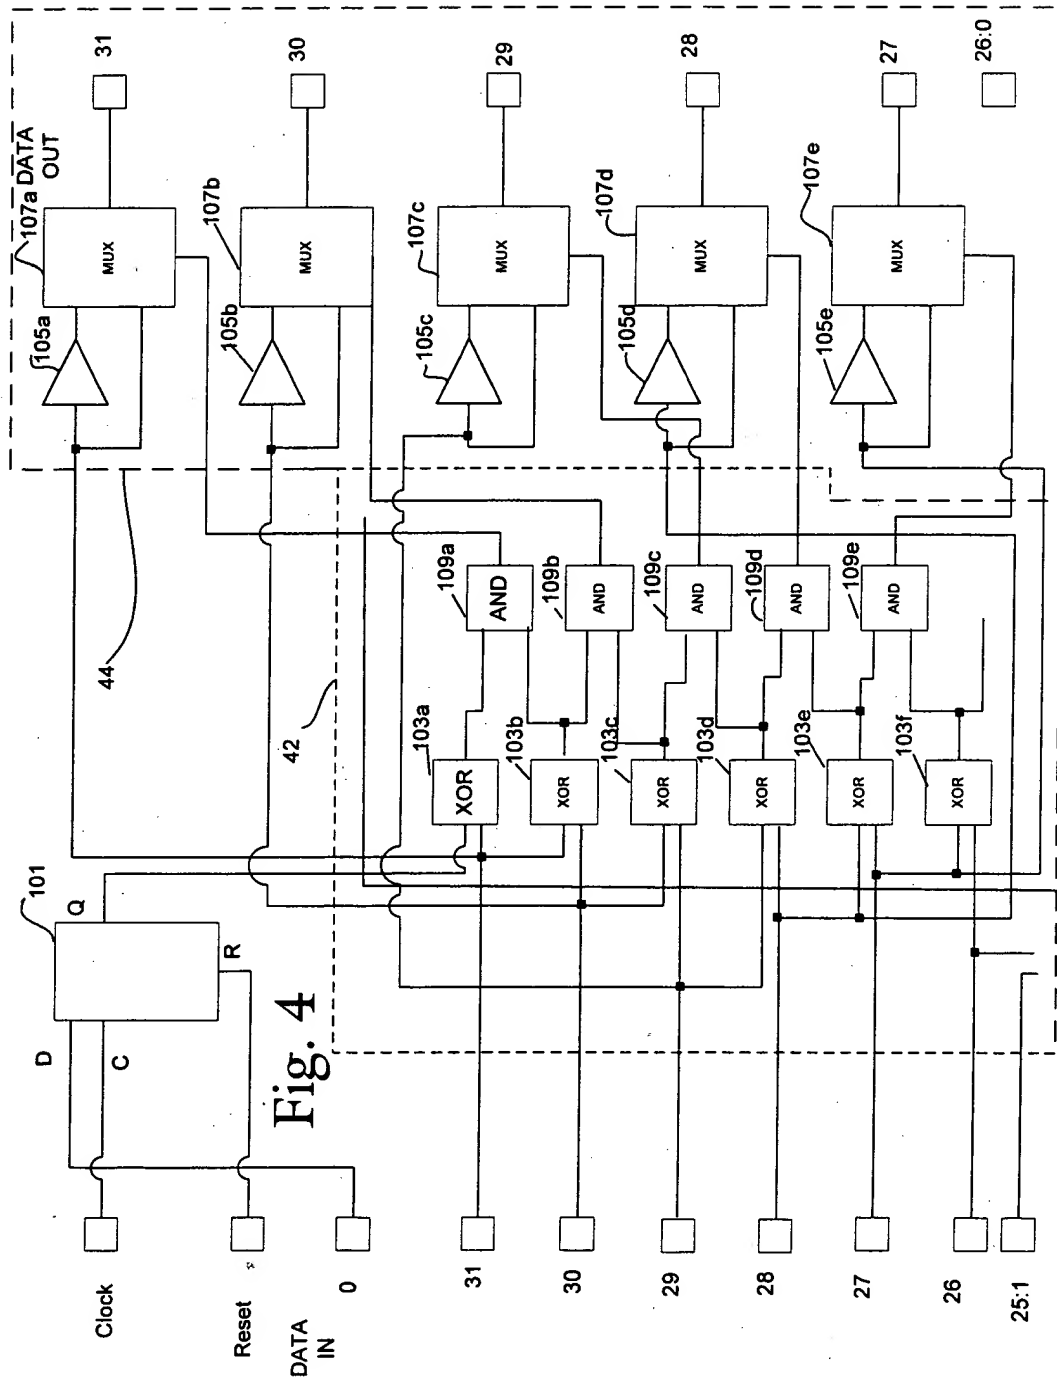 Clock
Reset
DATA
IN
0
31
30
29
28
27
26
25:1
D
C
Q
R
101
Fig. 4
42
44
103a
XOR
103b
XOR
103c
XOR
103d
XOR
103e
XOR
103f
XOR
109a
AND
109b
AND
109c
AND
109d
AND
109e
AND
105a
105b
105c
105d
105e
107a
MUX
107b
MUX
107c
MUX
107d
MUX
107e
MUX
DATA
OUT
31
30
29
28
27
26:0